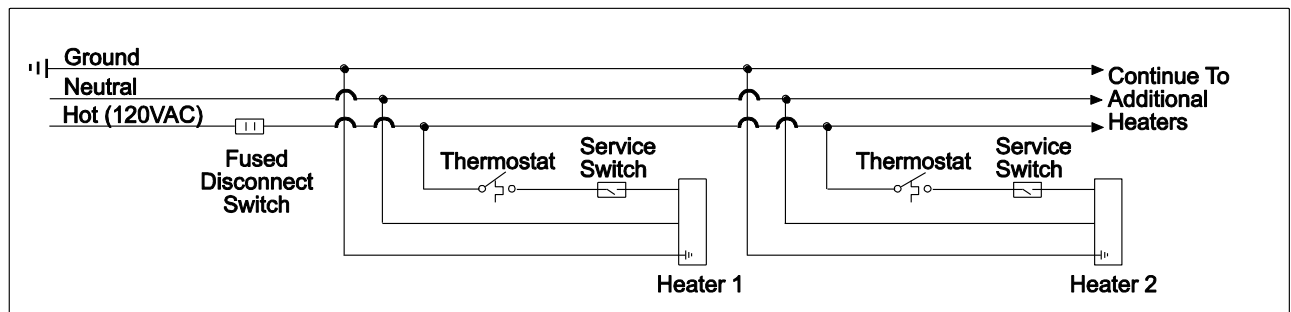 Ground
Neutral
Hot (120VAC)
Continue To
Additional
Heaters
Fused
Disconnect
Switch
Thermostat
Service
Switch
Thermostat
Service
Switch
Heater 1
Heater 2